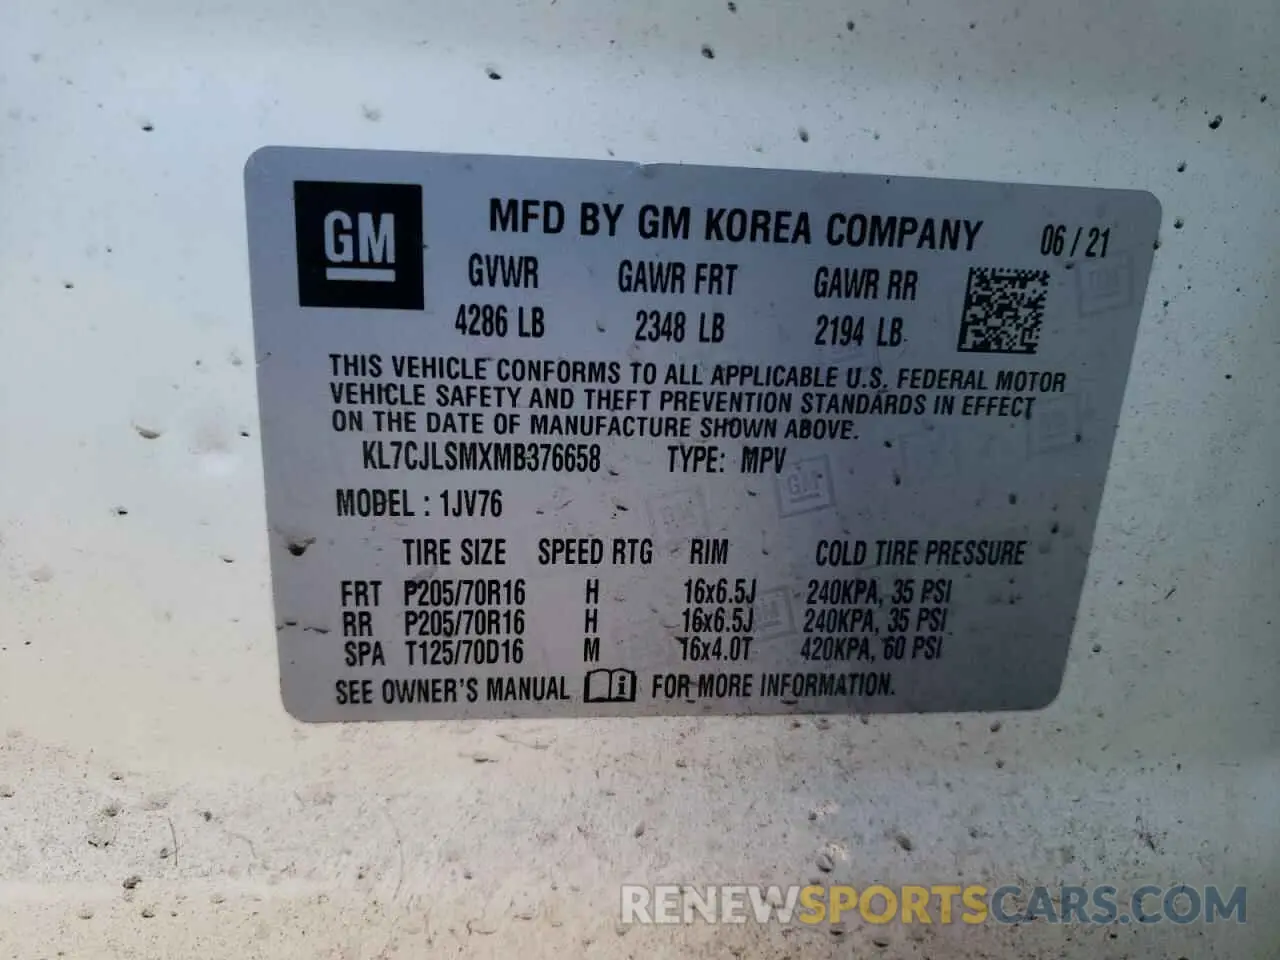 GM
MFD BY GM KOREA COMPANY 06 / 21
GVWR GAWR FRT GAWR RR
4286 LB 2348 LB 2194 LB
THIS VEHICLE CONFORMS TO ALL APPLICABLE U.S. FEDERAL MOTOR
VEHICLE SAFETY AND THEFT PREVENTION STANDARDS IN EFFECT
ON THE DATE OF MANUFACTURE SHOWN ABOVE.
KL7CJLSMXMB376658 TYPE: MPV
MODEL : 1JV76
TIRE SIZE SPEED RTG RIM COLD TIRE PRESSURE
FRT P205/70R16 H 16x6.5J 240KPA, 35 PSI
RR P205/70R16 H 16x6.5J 240KPA, 35 PSI
SPA T125/70D16 M 16x4.0T 420KPA, 60 PSI
SEE OWNER'S MANUAL i FOR MORE INFORMATION.
RENEWSPORTSCARS.COM